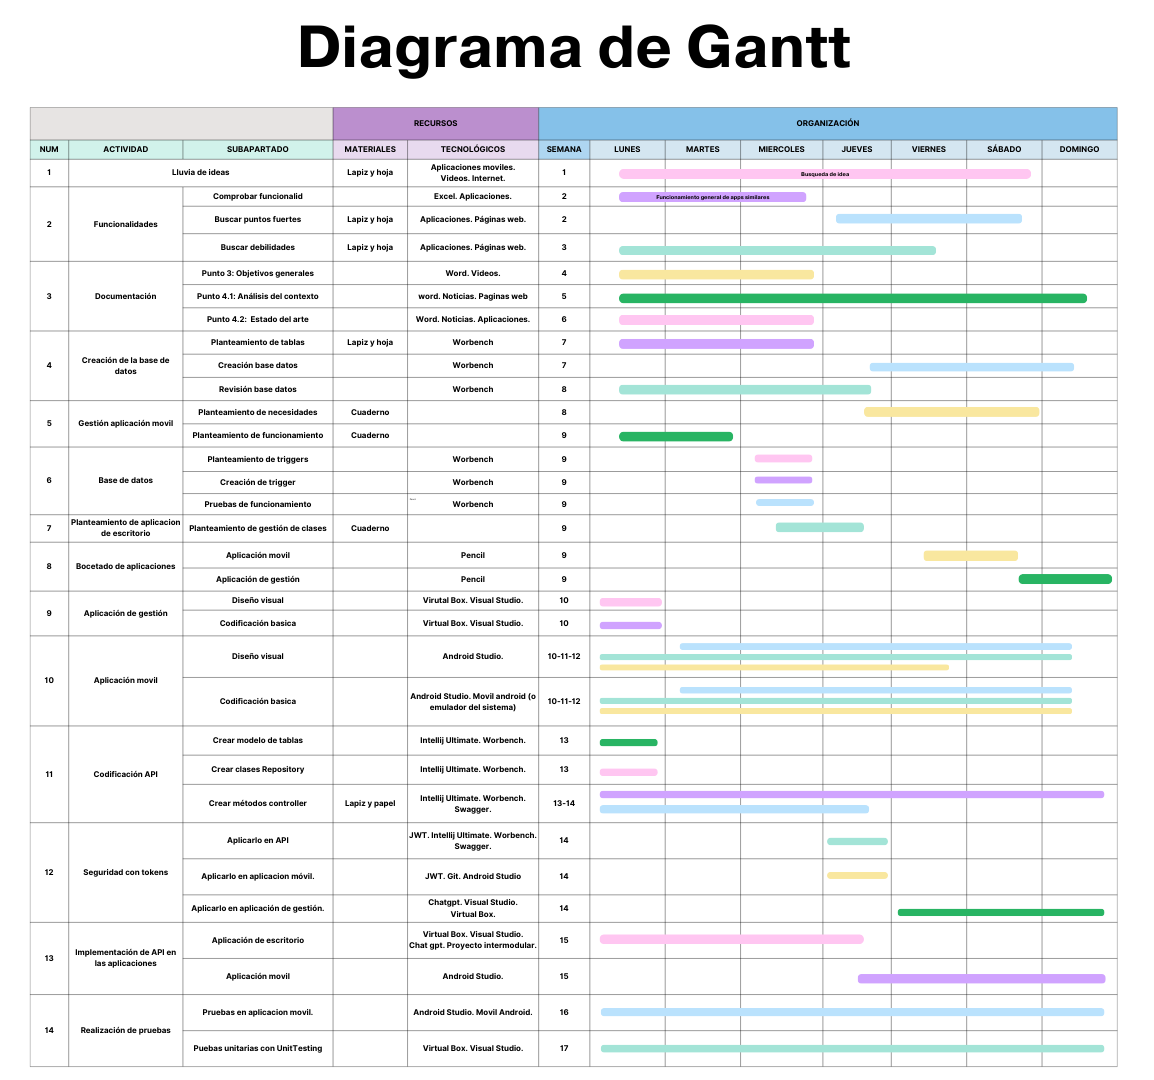 Diagrama de Gantt
RECURSOS
ORGANIZACIÓN
NUM ACTIVIDAD SUBAPARTADO MATERIALES TECNOLÓGICOS SEMANA LUNES MARTES MIERCOLES JUEVES VIERNES SÁBADO DOMINGO
1 Lluvia de ideas Lapiz y hoja Aplicaciones moviles.
Videos. Internet.
1 Busqueda de idea
2 Funcionalidades
Comprobar funcionalid Excel. Aplicaciones. 2 Funcionamiento general de apps similares
Buscar puntos fuertes Lapiz y hoja Aplicaciones. Páginas web. 2
Buscar debilidades Lapiz y hoja Aplicaciones. Páginas web. 3
3 Documentación
Punto 3: Objetivos generales Word. Videos. 4
Punto 4.1: Análisis del contexto word. Noticias. Paginas web 5
Punto 4.2: Estado del arte Word. Noticias. Aplicaciones. 6
4 Creación de la base de
datos
Planteamiento de tablas Lapiz y hoja Worbench 7
Creación base datos Worbench 7
Revisión base datos Worbench 8
5 Gestión aplicación movil
Planteamiento de necesidades Cuaderno 8
Planteamiento de funcionamiento Cuaderno 9
6 Base de datos
Planteamiento de triggers Worbench 9
Creación de trigger Worbench 9
Pruebas de funcionamiento Worbench 9
7 Planteamiento de aplicacion
de escritorio
Planteamiento de gestión de clases Cuaderno 9
8 Bocetado de aplicaciones
Aplicación movil Pencil 9
Aplicación de gestión Pencil 9
9 Aplicación de gestión
Diseño visual Virutal Box. Visual Studio. 10
Codificación basica Virtual Box. Visual Studio. 10
10 Aplicación movil
Diseño visual Android Studio. 10-11-12
Codificación basica Android Studio. Movil android (o
emulador del sistema)
10-11-12
11 Codificación API
Crear modelo de tablas Intellij Ultimate. Worbench. 13
Crear clases Repository Intellij Ultimate. Worbench. 13
Crear métodos controller Lapiz y papel Intellij Ultimate. Worbench.
Swagger.
13-14
12 Seguridad con tokens
Aplicarlo en API JWT. Intellij Ultimate. Worbench.
Swagger.
14
Aplicarlo en aplicacion móvil. JWT. Git. Android Studio 14
Aplicarlo en aplicación de gestión. Chatgpt. Visual Studio.
Virtual Box.
14
13 Implementación de API en
las aplicaciones
Aplicación de escritorio Virtual Box. Visual Studio.
Chat gpt. Proyecto intermodular.
15
Aplicación movil Android Studio. 15
14 Realización de pruebas
Pruebas en aplicacion movil. Android Studio. Movil Android. 16
Puebas unitarias con UnitTesting Virtual Box. Visual Studio. 17